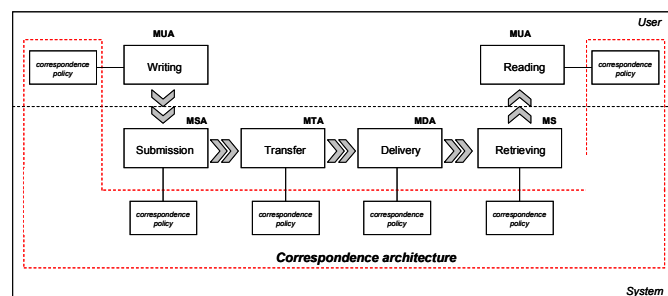 User
MUA
MUA
correspondence
policy
Writing
Reading
correspondence
policy
MSA
MTA
MDA
MS
Submission
Transfer
Delivery
Retrieving
correspondence
policy
correspondence
policy
correspondence
policy
correspondence
policy
Correspondence architecture
System